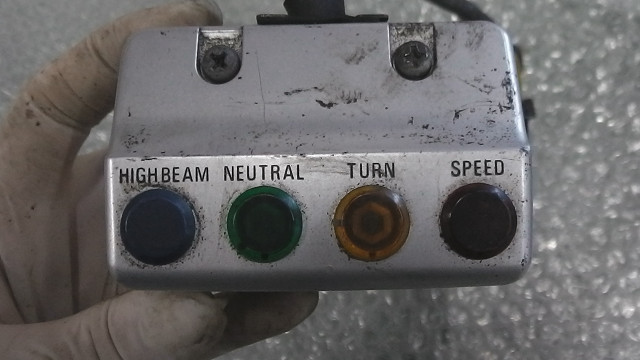 HIGHBEAM NEUTRAL TURN SPEED